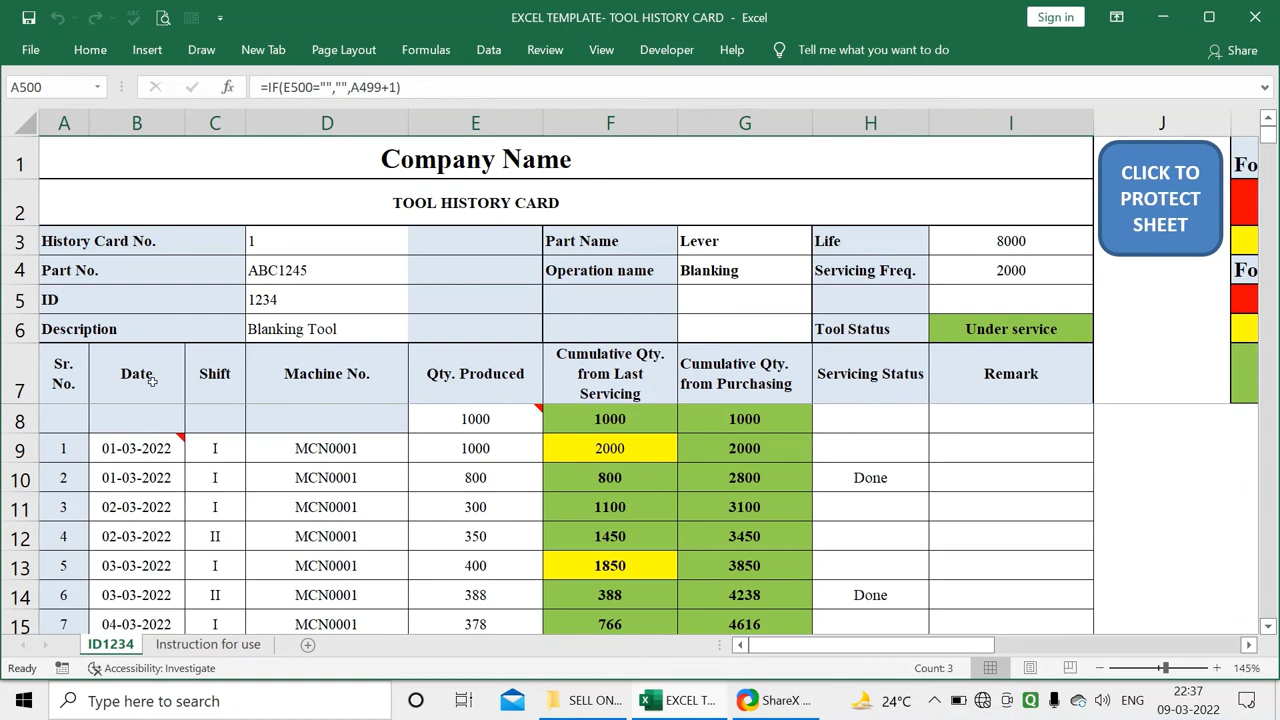 EXCEL TEMPLATE- TOOL HISTORY CARD - Excel
Sign in
File Home Insert Draw New Tab Page Layout Formulas Data Review View Developer Help Tell me what you want to do Share
A500 fx =IF(E500="","",A499+1)
A B C D E F G H I J
1 Company Name
CLICK TO
PROTECT
SHEET
Fo
2 TOOL HISTORY CARD
3 History Card No. 1 Part Name Lever Life 8000
4 Part No. ABC1245 Operation name Blanking Servicing Freq. 2000 Fo
5 ID 1234
6 Description Blanking Tool Tool Status Under service
7 Sr. No. Date Shift Machine No. Qty. Produced Cumulative Qty. from Last Servicing Cumulative Qty. from Purchasing Servicing Status Remark
8 1000 1000 1000
9 1 01-03-2022 I MCN0001 1000 2000 2000
10 2 01-03-2022 I MCN0001 800 800 2800 Done
11 3 02-03-2022 I MCN0001 300 1100 3100
12 4 02-03-2022 II MCN0001 350 1450 3450
13 5 03-03-2022 I MCN0001 400 1850 3850
14 6 03-03-2022 II MCN0001 388 388 4238 Done
15 7 04-03-2022 I MCN0001 378 766 4616
ID1234 Instruction for use
Ready Accessibility: Investigate Count: 3 145%
Type here to search SELL ON... EXCEL T... ShareX ... 24°C ENG 22:37
09-03-2022